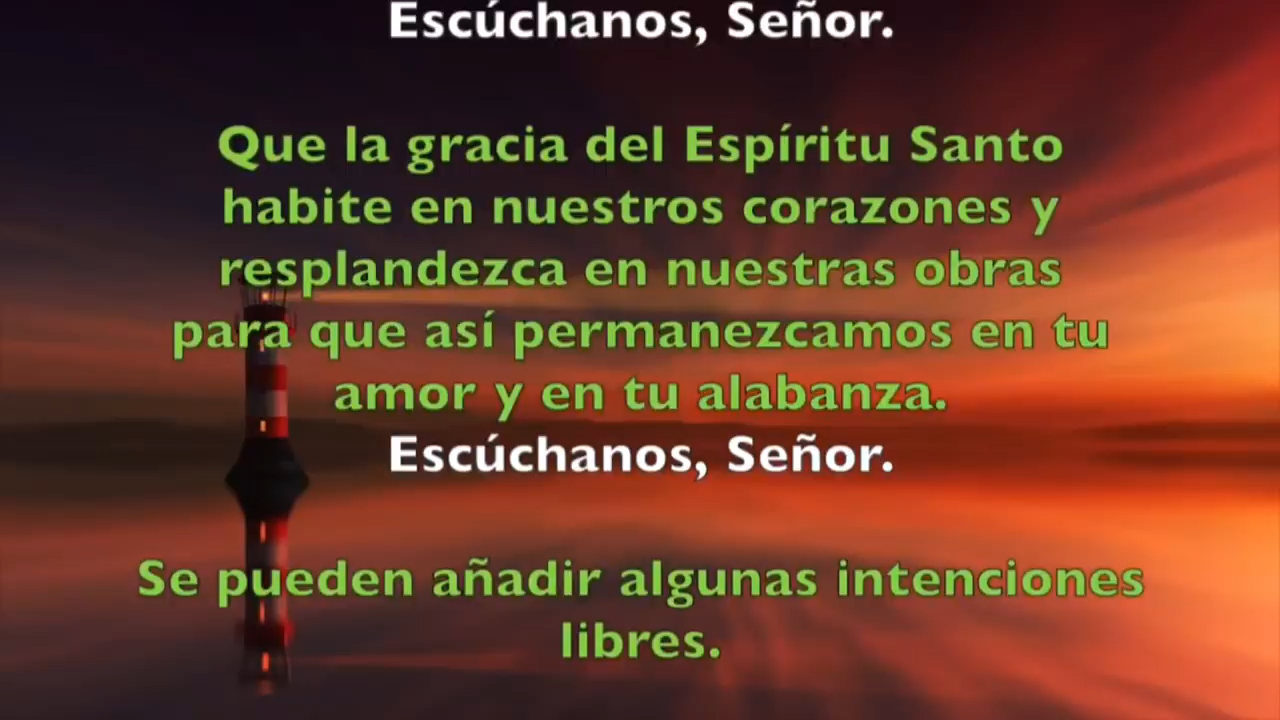 Escúchanos, Señor.
Que la gracia del Espíritu Santo
habite en nuestros corazones y
resplandezca en nuestras obras
para que así permanezcamos en tu
amor y en tu alabanza.
Escúchanos, Señor.
Se pueden añadir algunas intenciones
libres.